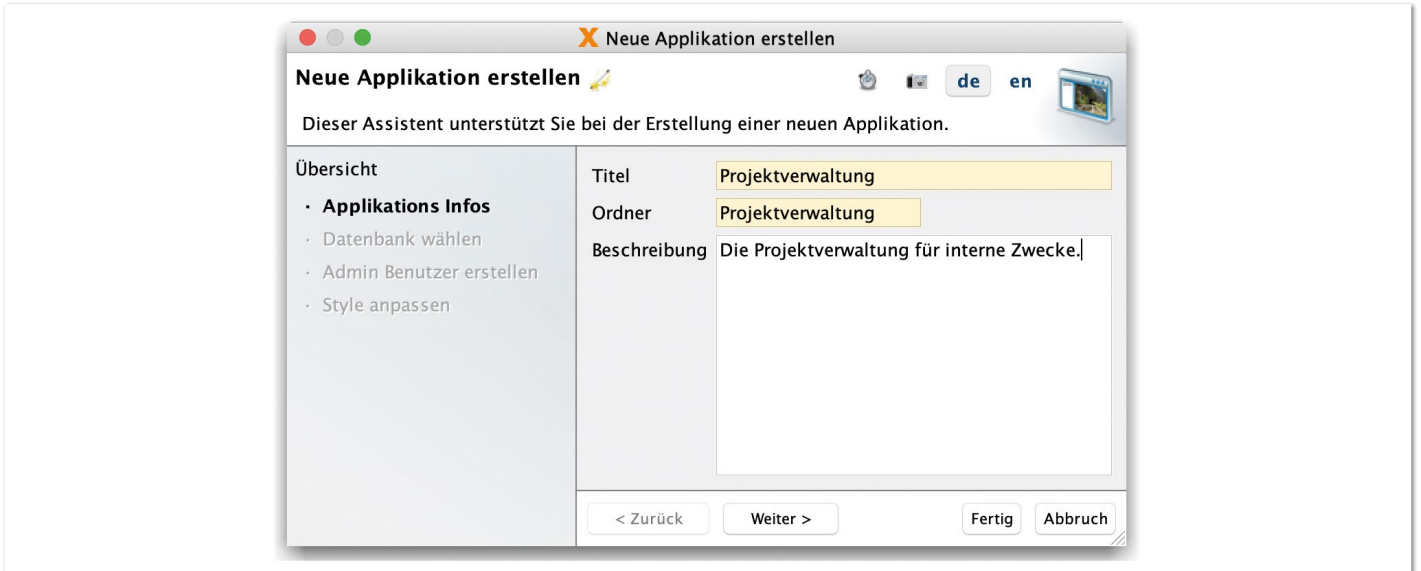 Neue Applikation erstellen
Neue Applikation erstellen
de en
Dieser Assistent unterstützt Sie bei der Erstellung einer neuen Applikation.
Übersicht
· Applikations Infos
· Datenbank wählen
· Admin Benutzer erstellen
· Style anpassen
Titel Projektverwaltung
Ordner Projektverwaltung
Beschreibung Die Projektverwaltung für interne Zwecke.
< Zurück Weiter > Fertig Abbruch